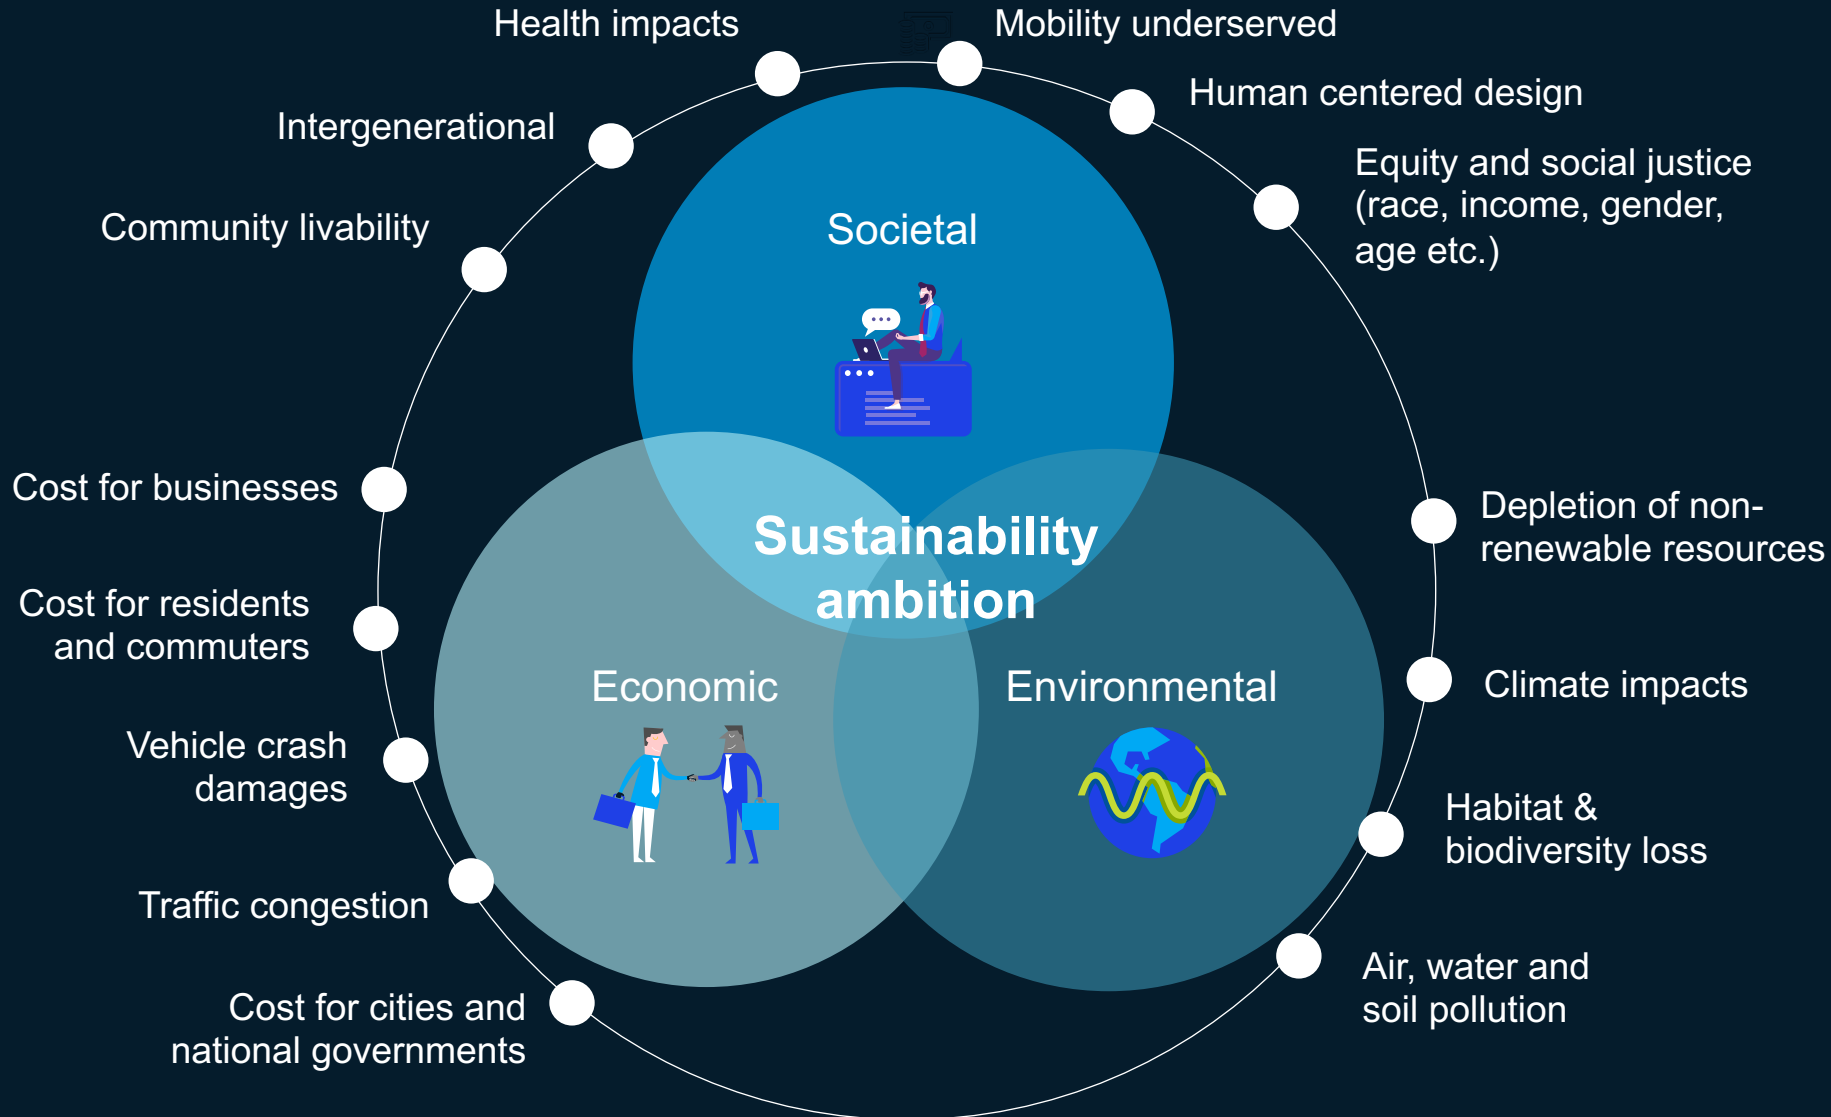 Health impacts
Mobility underserved
Human centered design
Intergenerational
Equity and social justice
(race, income, gender,
age etc.)
Community livability
Societal
Cost for businesses
Depletion of non-
renewable resources
Sustainability
ambition
Cost for residents
and commuters
Economic
Environmental
Climate impacts
Vehicle crash
damages
Habitat &
biodiversity loss
Traffic congestion
Air, water and
soil pollution
Cost for cities and
national governments